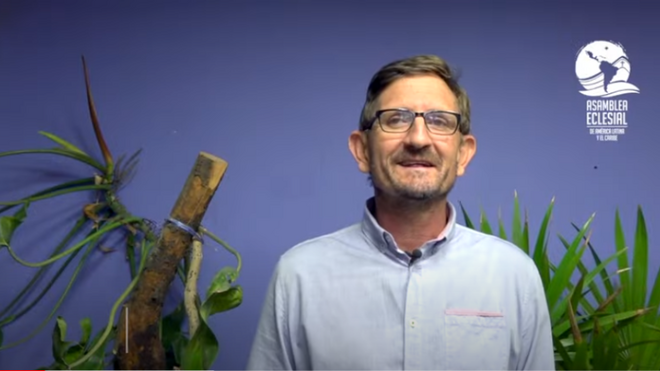 ASAMBLEA
ECLESIAL
DE AMÉRICA LATINA
Y EL CARIBE